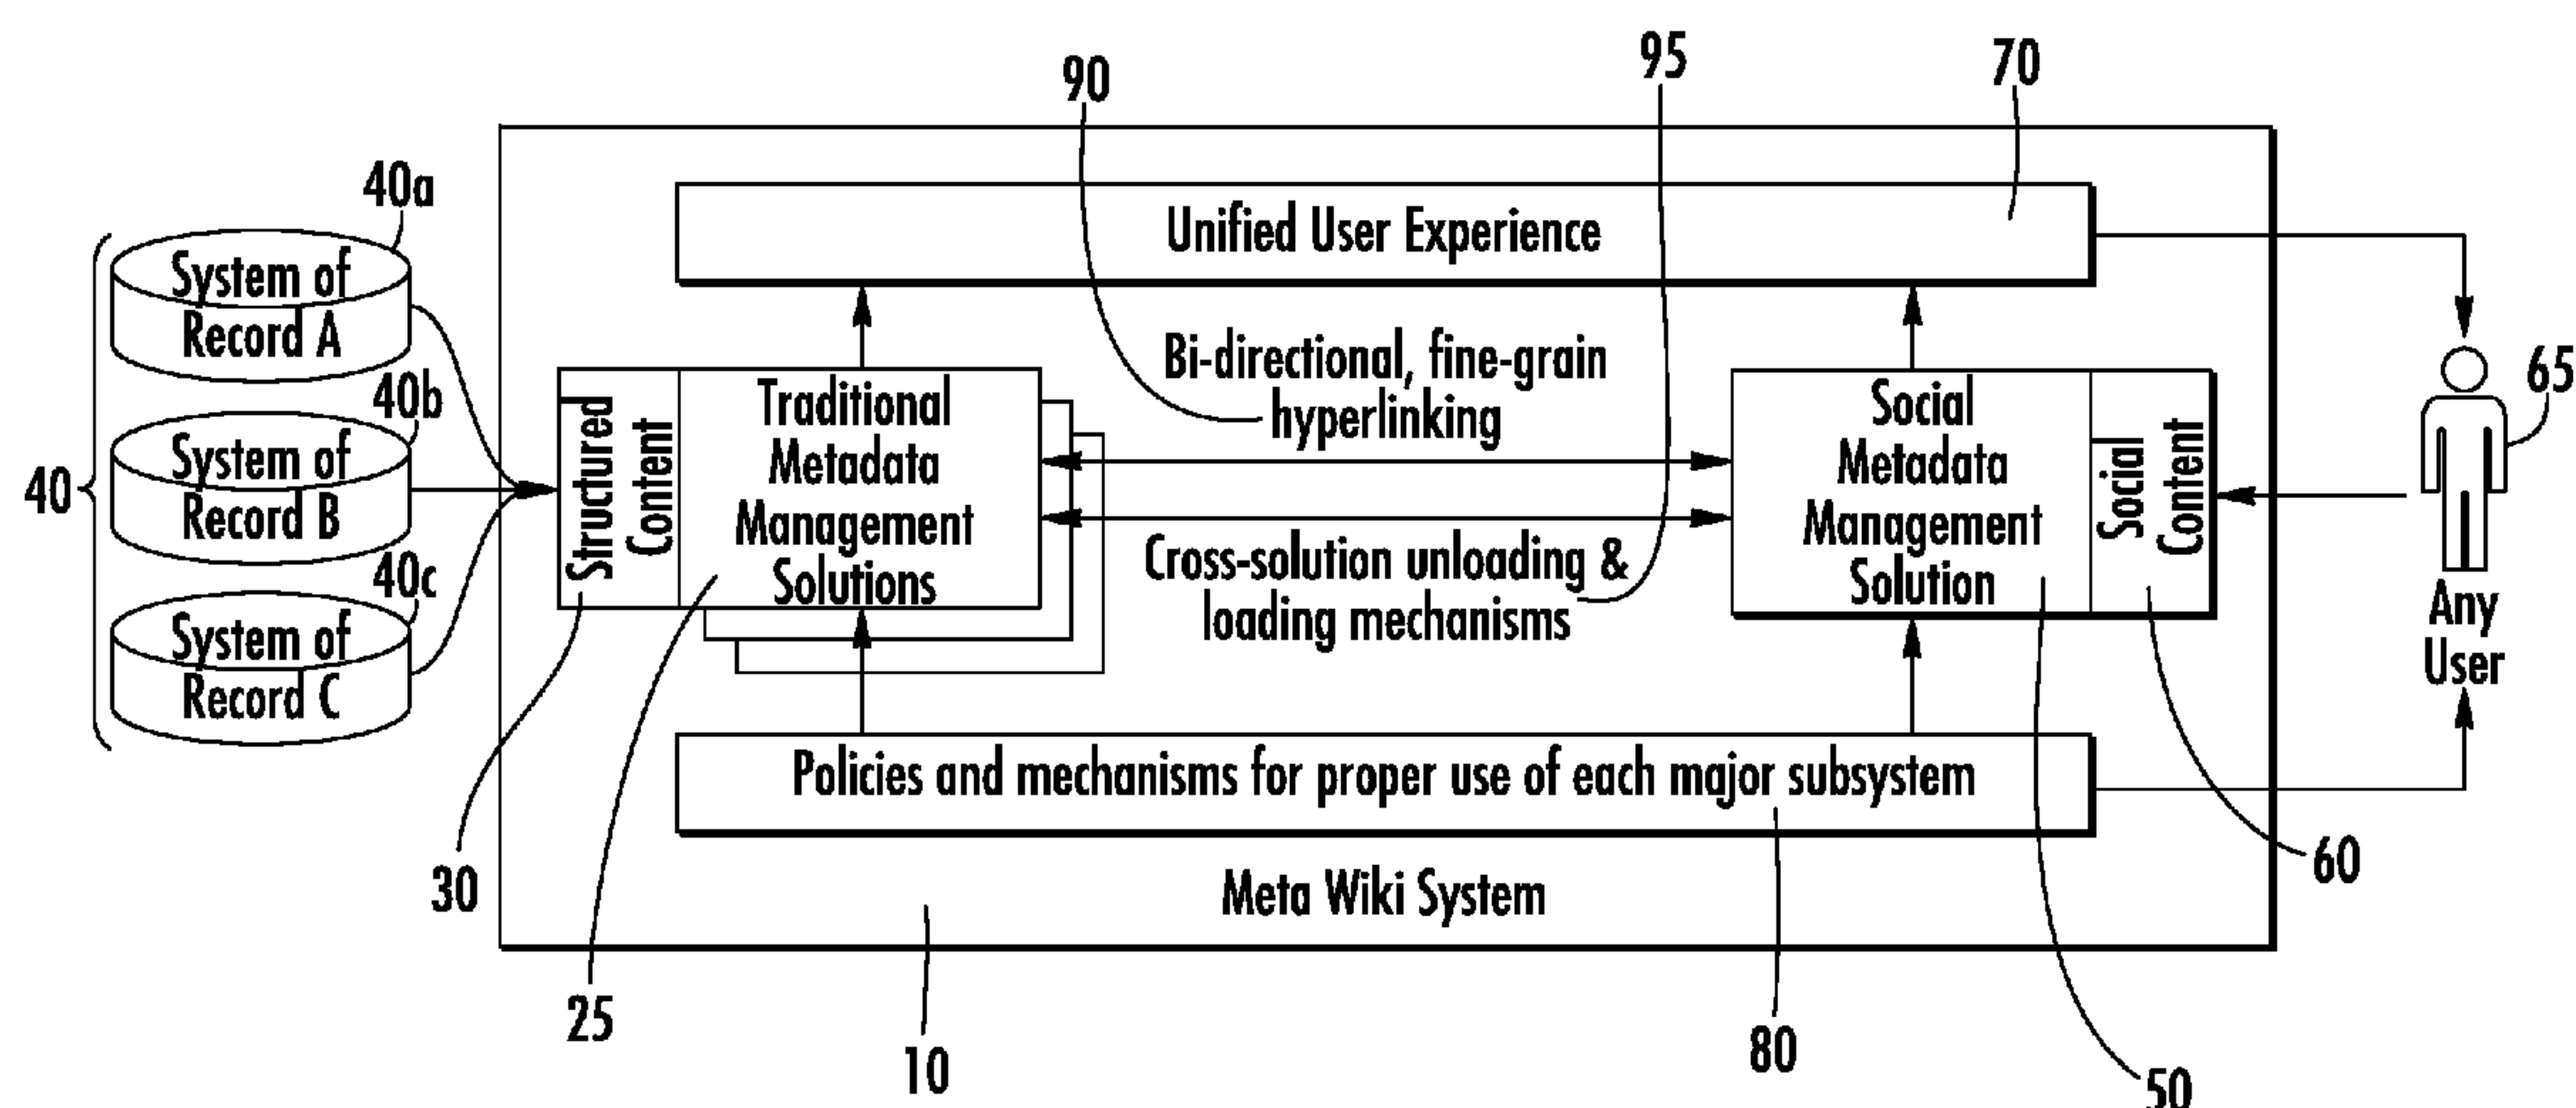 90
95
70
40a
Unified User Experience
System of
Record A
40b
System of
Record B
40
40c
System of
Record C
Structured
Content
Traditional
Metadata
Management
Solutions
Bi-directional, fine-grain
hyperlinking
Cross-solution unloading &
loading mechanisms
Social
Metadata
Management
Solution
Social
Content
65
Any
User
Policies and mechanisms for proper use of each major subsystem
30
60
Meta Wiki System
25
10
80
50